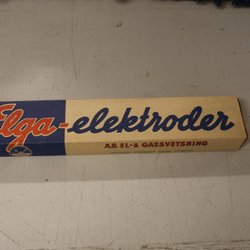 Elga-elektroder
A.B. EL-& GASSVETSNING